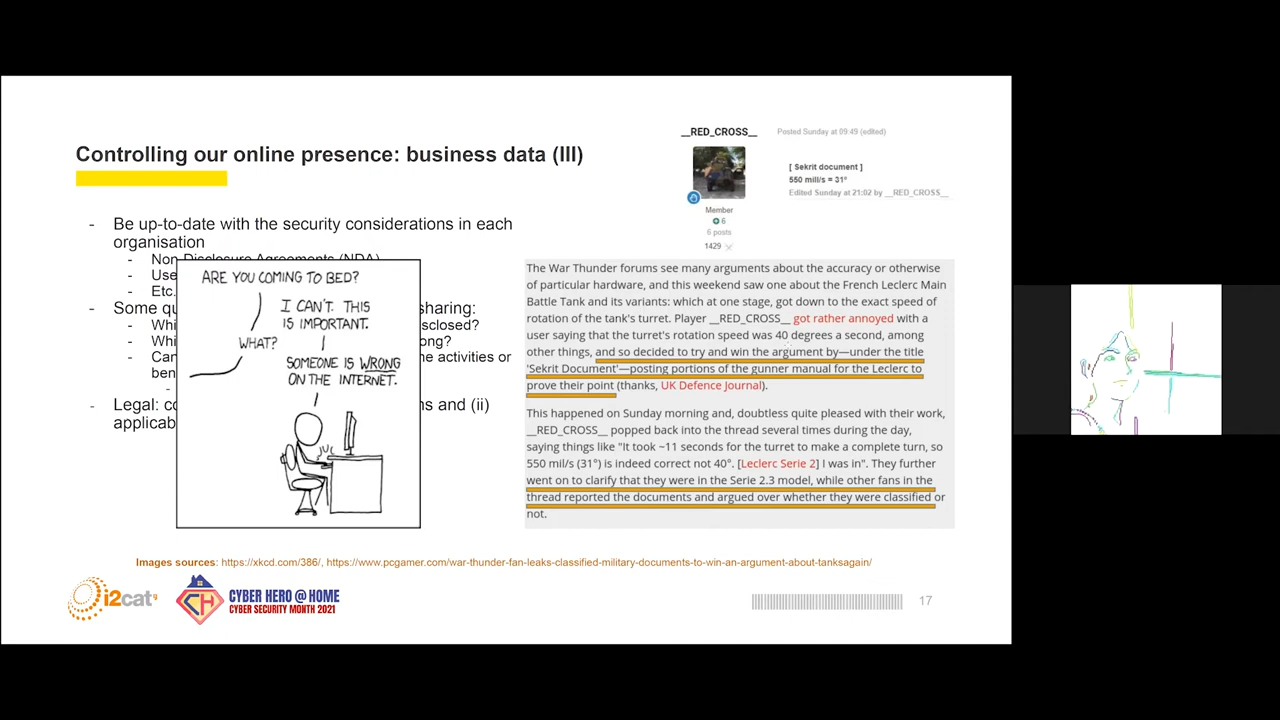 Controlling our online presence: business data (III)
- Be up-to-date with the security considerations in each
organisation
- Non Disclosure Agreements (NDA)
- Use
- Etc.
- Some qu
sharing:
- Whi
sclosed?
- Whi
ong?
- Can
he activities or
ben
-
- Legal: co
s and (ii)
applicab
ARE YOU COMING TO BED?
I CAN'T. THIS
IS IMPORTANT.
WHAT?
SOMEONE IS WRONG
ON THE INTERNET.
__RED_CROSS__
Posted Sunday at 09:49 (edited)
[ Sekrit document ]
550 mill/s = 31º
Edited Sunday at 21:02 by __RED_CROSS__
Member
6
6 posts
1429
The War Thunder forums see many arguments about the accuracy or otherwise
of particular hardware, and this weekend saw one about the French Leclerc Main
Battle Tank and its variants: which at one stage, got down to the exact speed of
rotation of the tank's turret. Player __RED_CROSS__ got rather annoyed with a
user saying that the turret's rotation speed was 40 degrees a second, among
other things, and so decided to try and win the argument by—under the title
'Sekrit Document'—posting portions of the gunner manual for the Leclerc to
prove their point (thanks, UK Defence Journal).
This happened on Sunday morning and, doubtless quite pleased with their work,
__RED_CROSS__ popped back into the thread several times during the day,
saying things like "It took ~11 seconds for the turret to make a complete turn, so
550 mil/s (31°) is indeed correct not 40°. [Leclerc Serie 2] I was in". They further
went on to clarify that they were in the Serie 2.3 model, while other fans in the
thread reported the documents and argued over whether they were classified or
not.
Images sources: https://xkcd.com/386/, https://www.pcgamer.com/war-thunder-fan-leaks-classified-military-documents-to-win-an-argument-about-tanksagain/
i2cat
CH
CYBER HERO @ HOME
CYBER SECURITY MONTH 2021
17